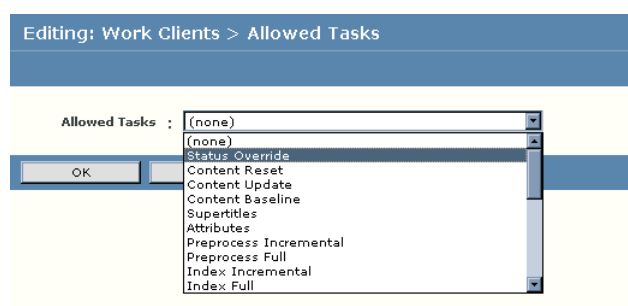 Editing: Work Clients > Allowed Tasks
Allowed Tasks : (none)
(none)
Status Override
Content Reset
Content Update
Content Baseline
Supertitles
Attributes
Preprocess Incremental
Preprocess Full
Index Incremental
Index Full
OK